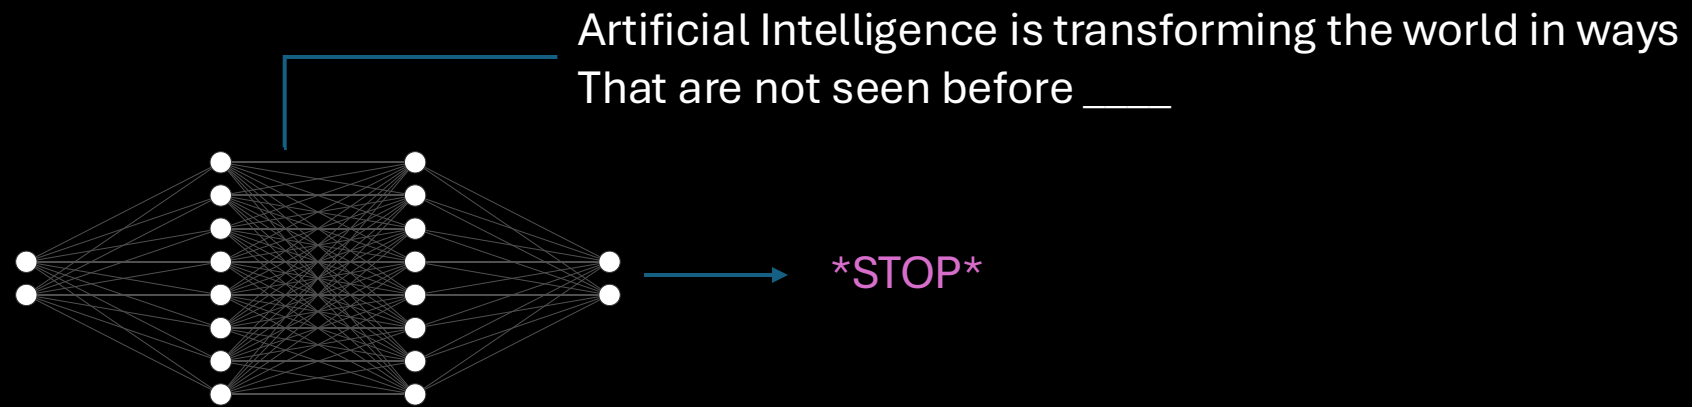 Artificial Intelligence is transforming the world in ways
That are not seen before ____
*STOP*